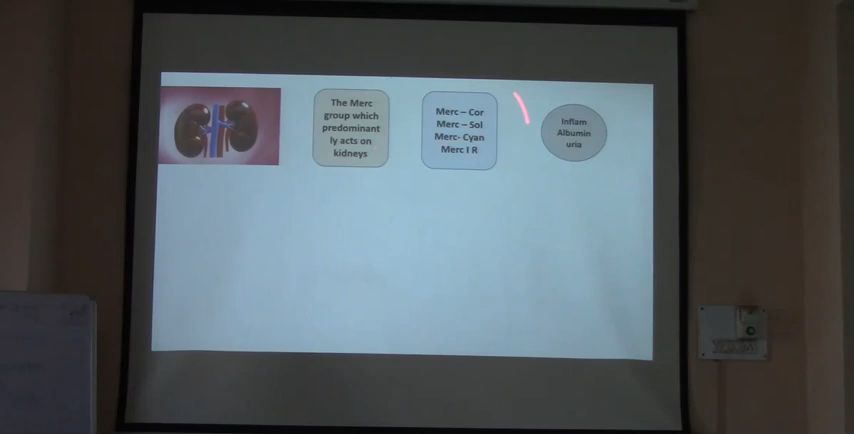 The Merc
group which
predominant
ly acts on
kidneys
Merc – Cor
Merc – Sol
Merc- Cyan
Merc I R
Inflam
Albumin
uria